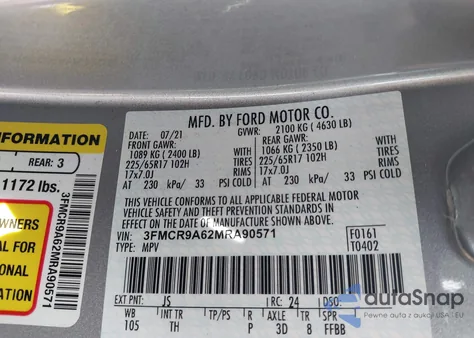 INFORMATION
REAR: 3
1172 lbs.
OWNERS
FOR
ONAL
ATION
3FMCR9A62MRA90571
MFD. BY FORD MOTOR CO.
DATE: 07/21 GVWR: 2100 KG (4630 LB)
FRONT GAWR: REAR GAWR:
1089 KG (2400 LB) WITH 1066 KG (2350 LB) WITH
225/65R17 102H TIRES 225/65R17 102H TIRES
17x7.0J RIMS 17x7.0J RIMS
AT 230 kPa/ 33 PSI COLD AT 230 kPa/ 33 PSI COLD
THIS VEHICLE CONFORMS TO ALL APPLICABLE FEDERAL MOTOR
VEHICLE SAFETY AND THEFT PREVENTION STANDARDS IN
EFFECT ON THE DATE OF MANUFACTURE SHOWN ABOVE.
VIN: 3FMCR9A62MRA90571 F0161
TYPE: MPV T0402
EXT PNT: JS RC: 24 DSO:
WB INT TR TP/PS R AXLE TR SPR
105 TH P 3D 8 FFBB
autoSnap
Pewne auta z aukcji w USA